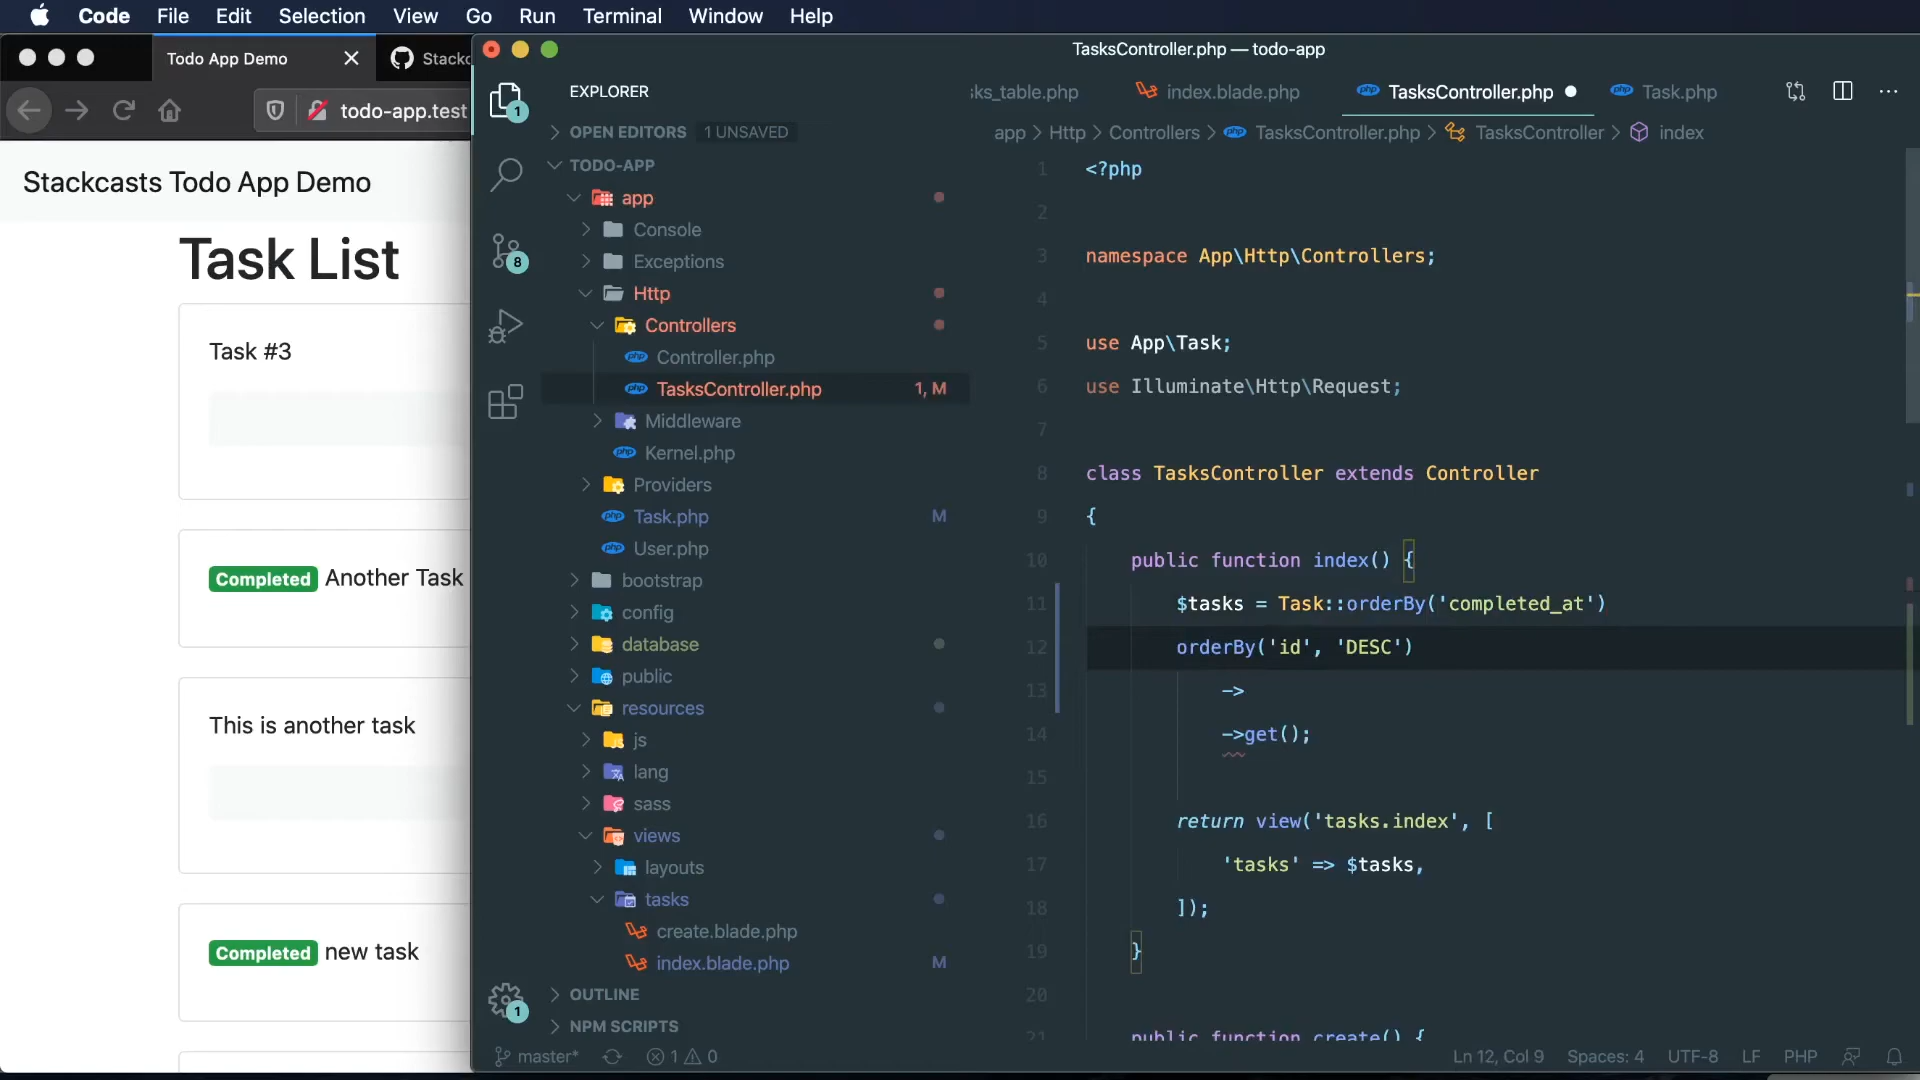 Code File Edit Selection View Go Run Terminal Window Help
Todo App Demo
Stackc
todo-app.test
Stackcasts Todo App Demo
Task List
Task #3
Completed Another Task
This is another task
Completed new task
TasksController.php — todo-app
EXPLORER
OPEN EDITORS 1 UNSAVED
TODO-APP
app
Console
Exceptions
Http
Controllers
Controller.php
TasksController.php 1, M
Middleware
Kernel.php
Providers
Task.php M
User.php
bootstrap
config
database
public
resources
js
lang
sass
views
layouts
tasks
create.blade.php
index.blade.php M
OUTLINE
NPM SCRIPTS
1
8
1
sks_table.php index.blade.php TasksController.php Task.php
app > Http > Controllers > TasksController.php > TasksController > index
1 <?php
2
3 namespace App\Http\Controllers;
4
5 use App\Task;
6 use Illuminate\Http\Request;
7
8 class TasksController extends Controller
9 {
10 public function index() {
11 $tasks = Task::orderBy('completed_at')
12 orderBy('id', 'DESC')
13 ->
14 ->get();
15
16 return view('tasks.index', [
17 'tasks' => $tasks,
18 ]);
19 }
20
21 public function create() {
master* 1 0 Ln 12, Col 9 Spaces: 4 UTF-8 LF PHP